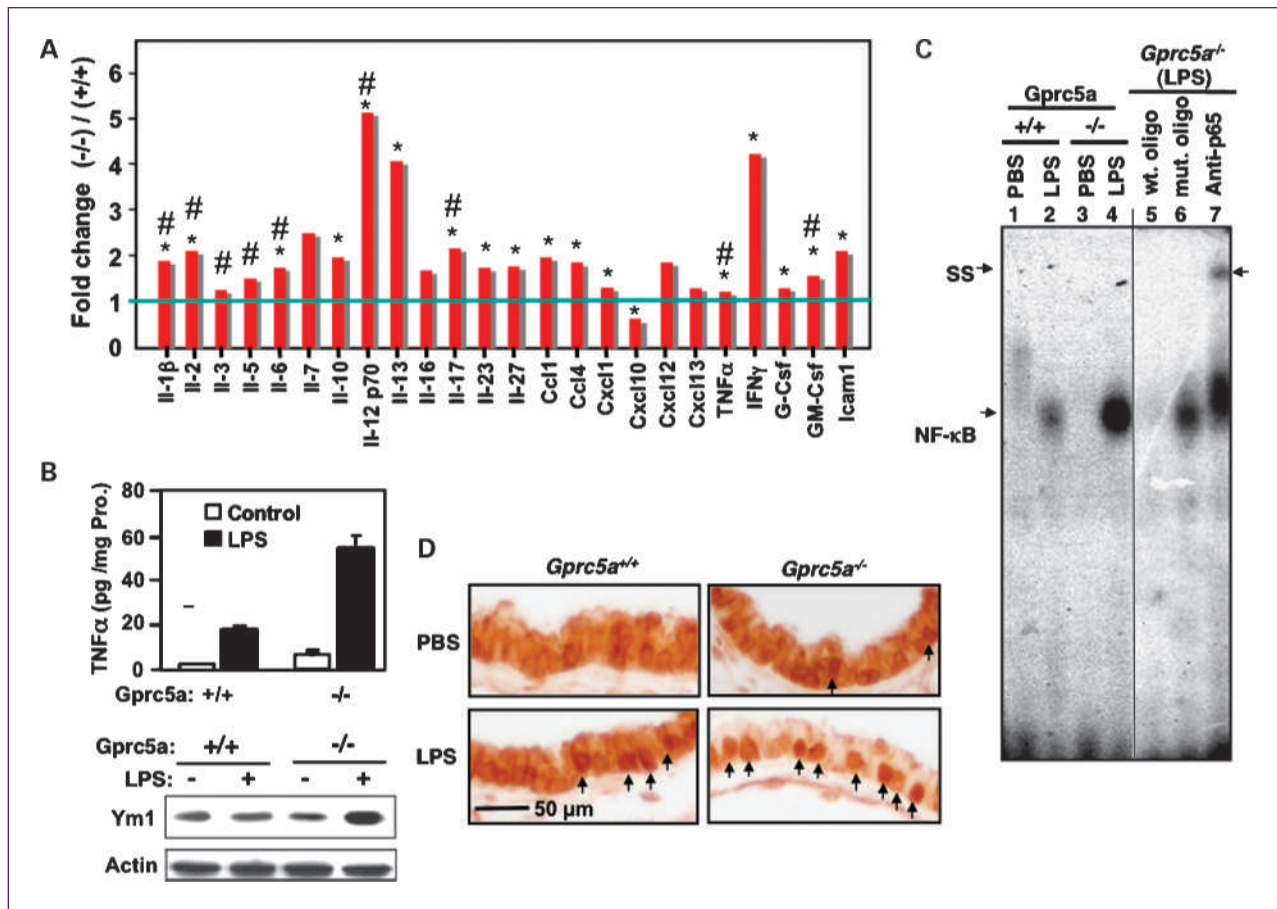 A
Fold change (-/-) / (+/+)
6
5
4
3
2
1
0
# # # # # # # # #
* * * * * * * * * * * * * * * * * *
Il-1β Il-2 Il-3 Il-5 Il-6 Il-7 Il-10 Il-12 p70 Il-13 Il-16 Il-17 Il-23 Il-27 Ccl1 Ccl4 Cxcl1 Cxcl10 Cxcl12 Cxcl13 TNFα IFNγ G-Csf GM-Csf Icam1
B
TNFα (pg /mg Pro.)
80
60
40
20
0
Control
LPS
Gprc5a: +/+ -/-
Gprc5a: +/+ -/-
LPS: - + - +
Ym1
Actin
C
Gprc5a-/-
(LPS)
Gprc5a
+/+ -/-
PBS LPS PBS LPS wt. oligo mut. oligo Anti-p65
1 2 3 4 5 6 7
SS
NF-κB
D
Gprc5a+/+ Gprc5a-/-
PBS
LPS
50 µm